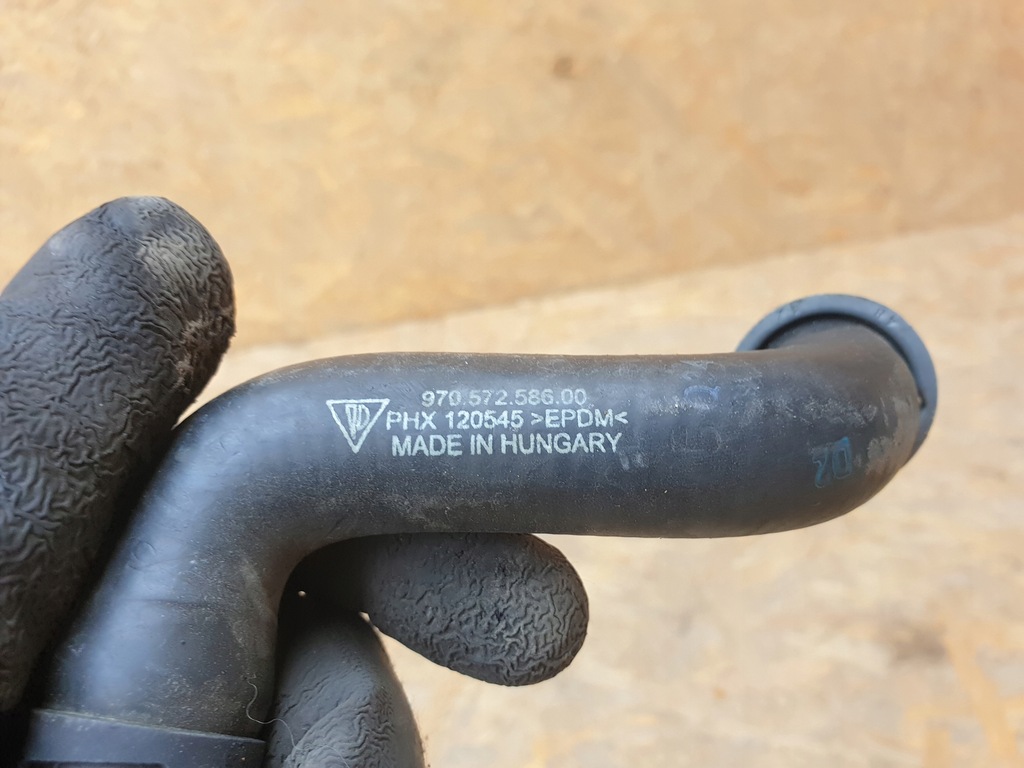 970.572.586.00
PHX 120545 >EPDM<
MADE IN HUNGARY